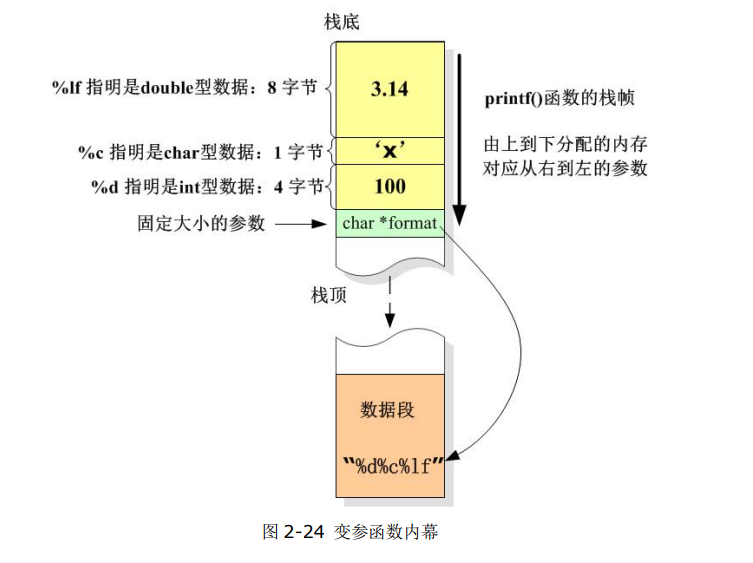 栈底
%lf 指明是double型数据：8 字节
3.14
printf()函数的栈帧
%c 指明是char型数据：1 字节
‘x’
由上到下分配的内存
对应从右到左的参数
%d 指明是int型数据：4 字节
100
固定大小的参数
char *format
栈顶
数据段
"%d%c%lf"
图 2-24 变参函数内幕